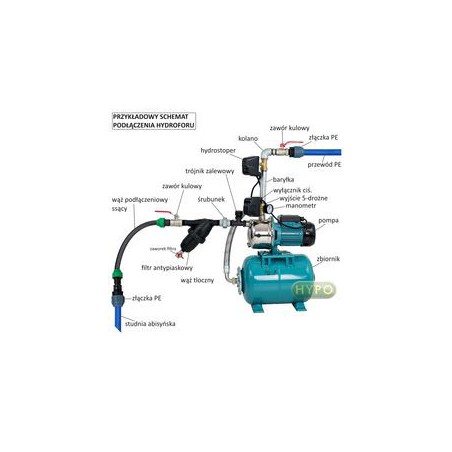 PRZYKŁADOWY SCHEMAT
PODŁĄCZENIA HYDROFORU
zawór kulowy
złączka PE
kolano
hydrostoper
przewód PE
trójnik zalewowy
baryłka
zawór kulowy
wyłącznik ciś.
śrubunek
wyjście 5-drożne
wąż podłączeniowy
ssący
manometr
pompa
zaworek filtra
zbiornik
filtr antypiaskowy
wąż tłoczny
HYPO
złączka PE
studnia abisyńska